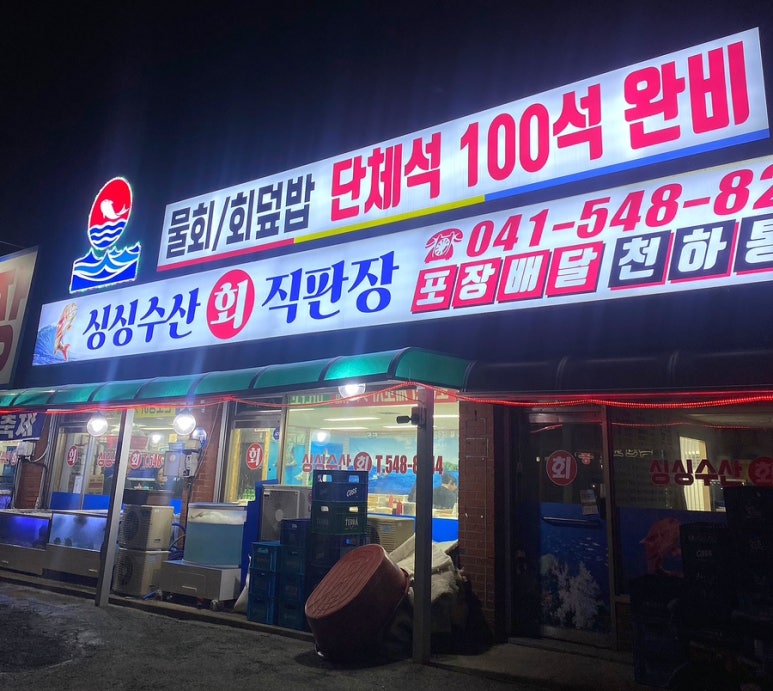 물회/회덮밥 단체석 100석 완비
싱싱수산 회 직판장
041-548-82
포장배달 천하통
회
싱싱수산 회 T.548-8
회
싱싱수산 회
TERRA